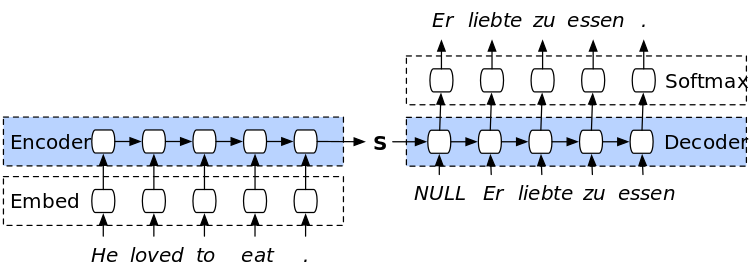 Er liebte zu essen .
Softmax
Encoder
S
Decoder
Embed
NULL Er liebte zu essen
He loved to eat .